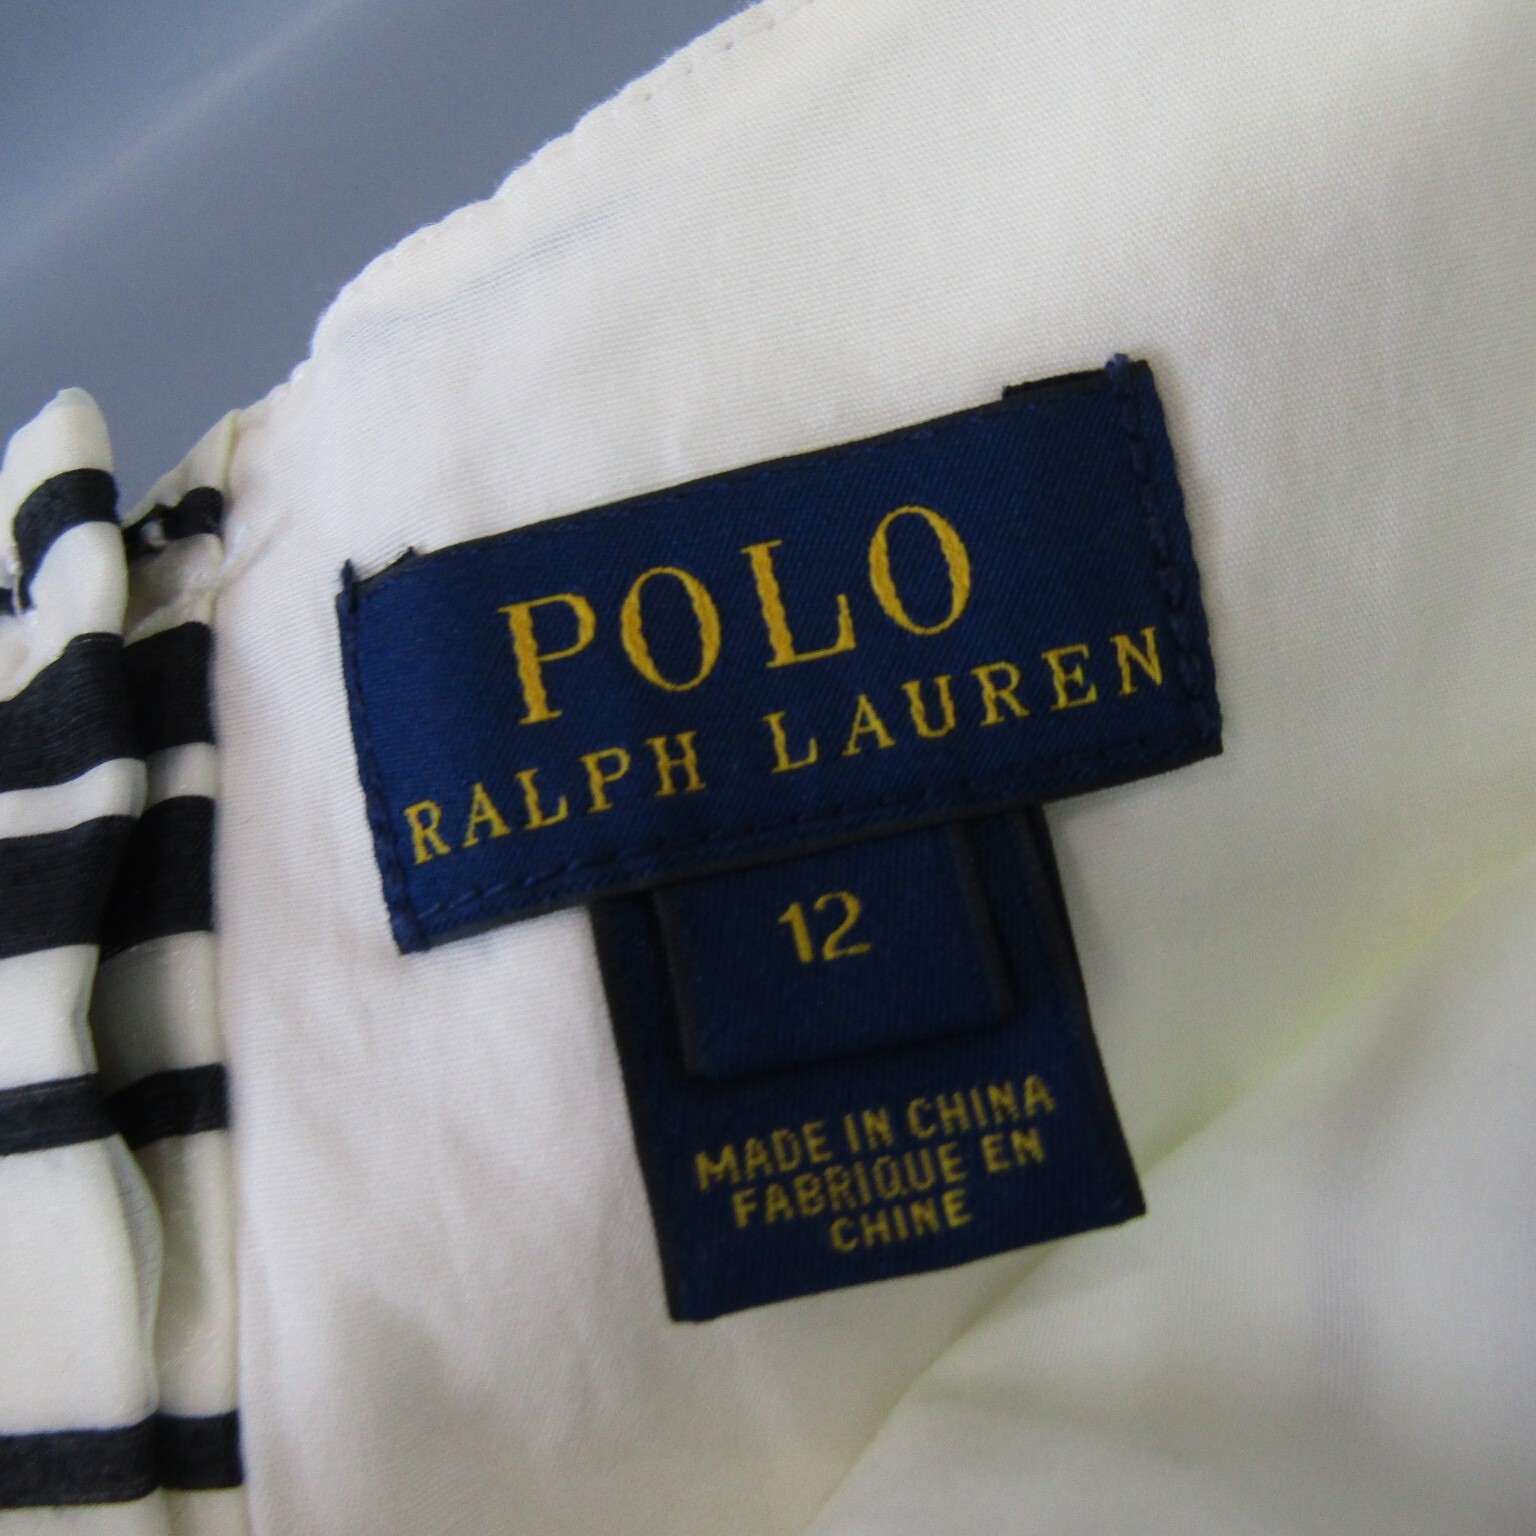 POLO
RALPH LAUREN
12
MADE IN CHINA
FABRIQUE EN
CHINE